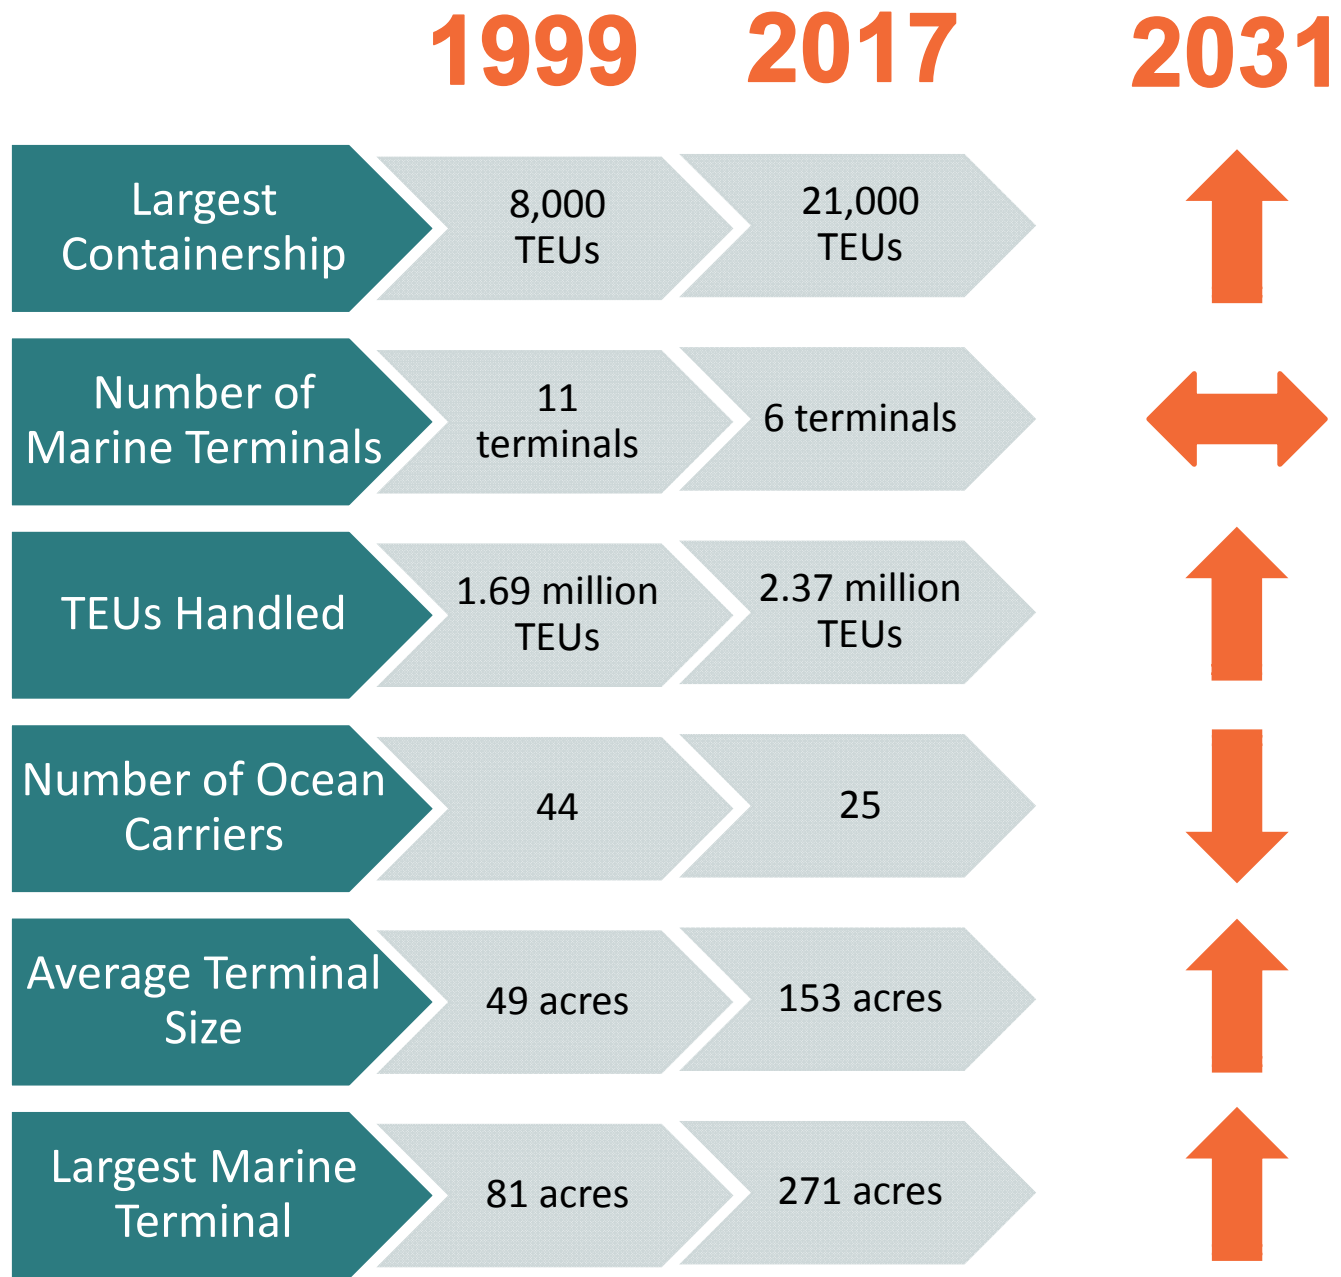 1999 2017 2031
Largest
Containership
8,000
TEUs
21,000
TEUs
Number of
Marine Terminals
11
terminals
6 terminals
TEUs Handled
1.69 million
TEUs
2.37 million
TEUs
Number of Ocean
Carriers
44
25
Average Terminal
Size
49 acres
153 acres
Largest Marine
Terminal
81 acres
271 acres